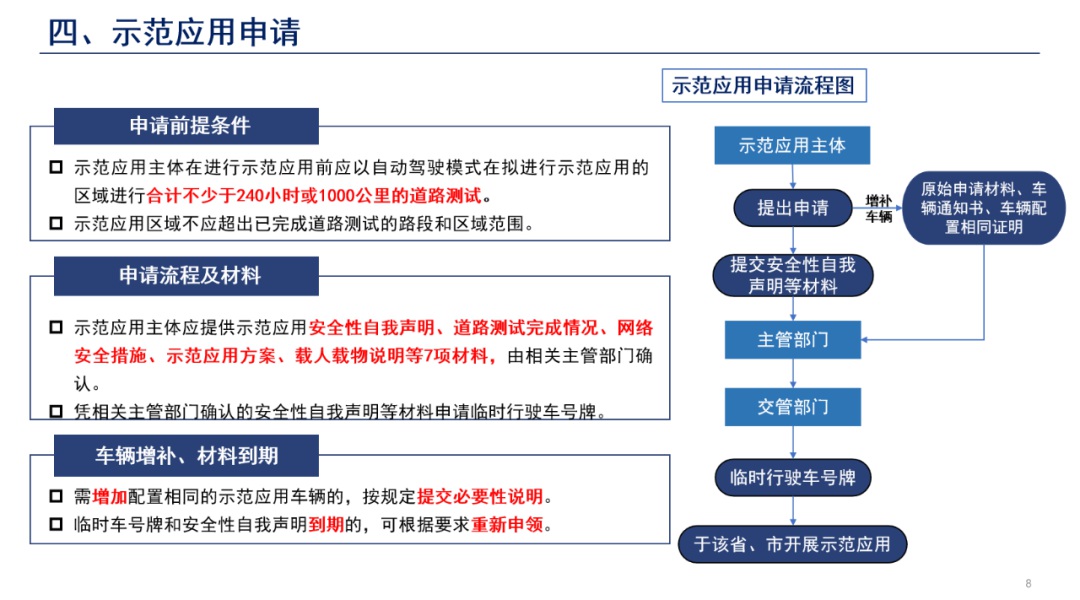 四、示范应用申请
申请前提条件
示范应用主体在进行示范应用前应以自动驾驶模式在拟进行示范应用的
区域进行合计不少于240小时或1000公里的道路测试。
示范应用区域不应超出已完成道路测试的路段和区域范围。
申请流程及材料
示范应用主体应提供示范应用安全性自我声明、道路测试完成情况、网络
安全措施、示范应用方案、载人载物说明等7项材料，由相关主管部门确
认。
凭相关主管部门确认的安全性自我声明等材料申请临时行驶车号牌。
车辆增补、材料到期
需增加配置相同的示范应用车辆的，按规定提交必要性说明。
临时车号牌和安全性自我声明到期的，可根据要求重新申领。
示范应用申请流程图
示范应用主体
提出申请
增补
车辆
原始申请材料、车
辆通知书、车辆配
置相同证明
提交安全性自我
声明等材料
主管部门
交管部门
临时行驶车号牌
于该省、市开展示范应用
8